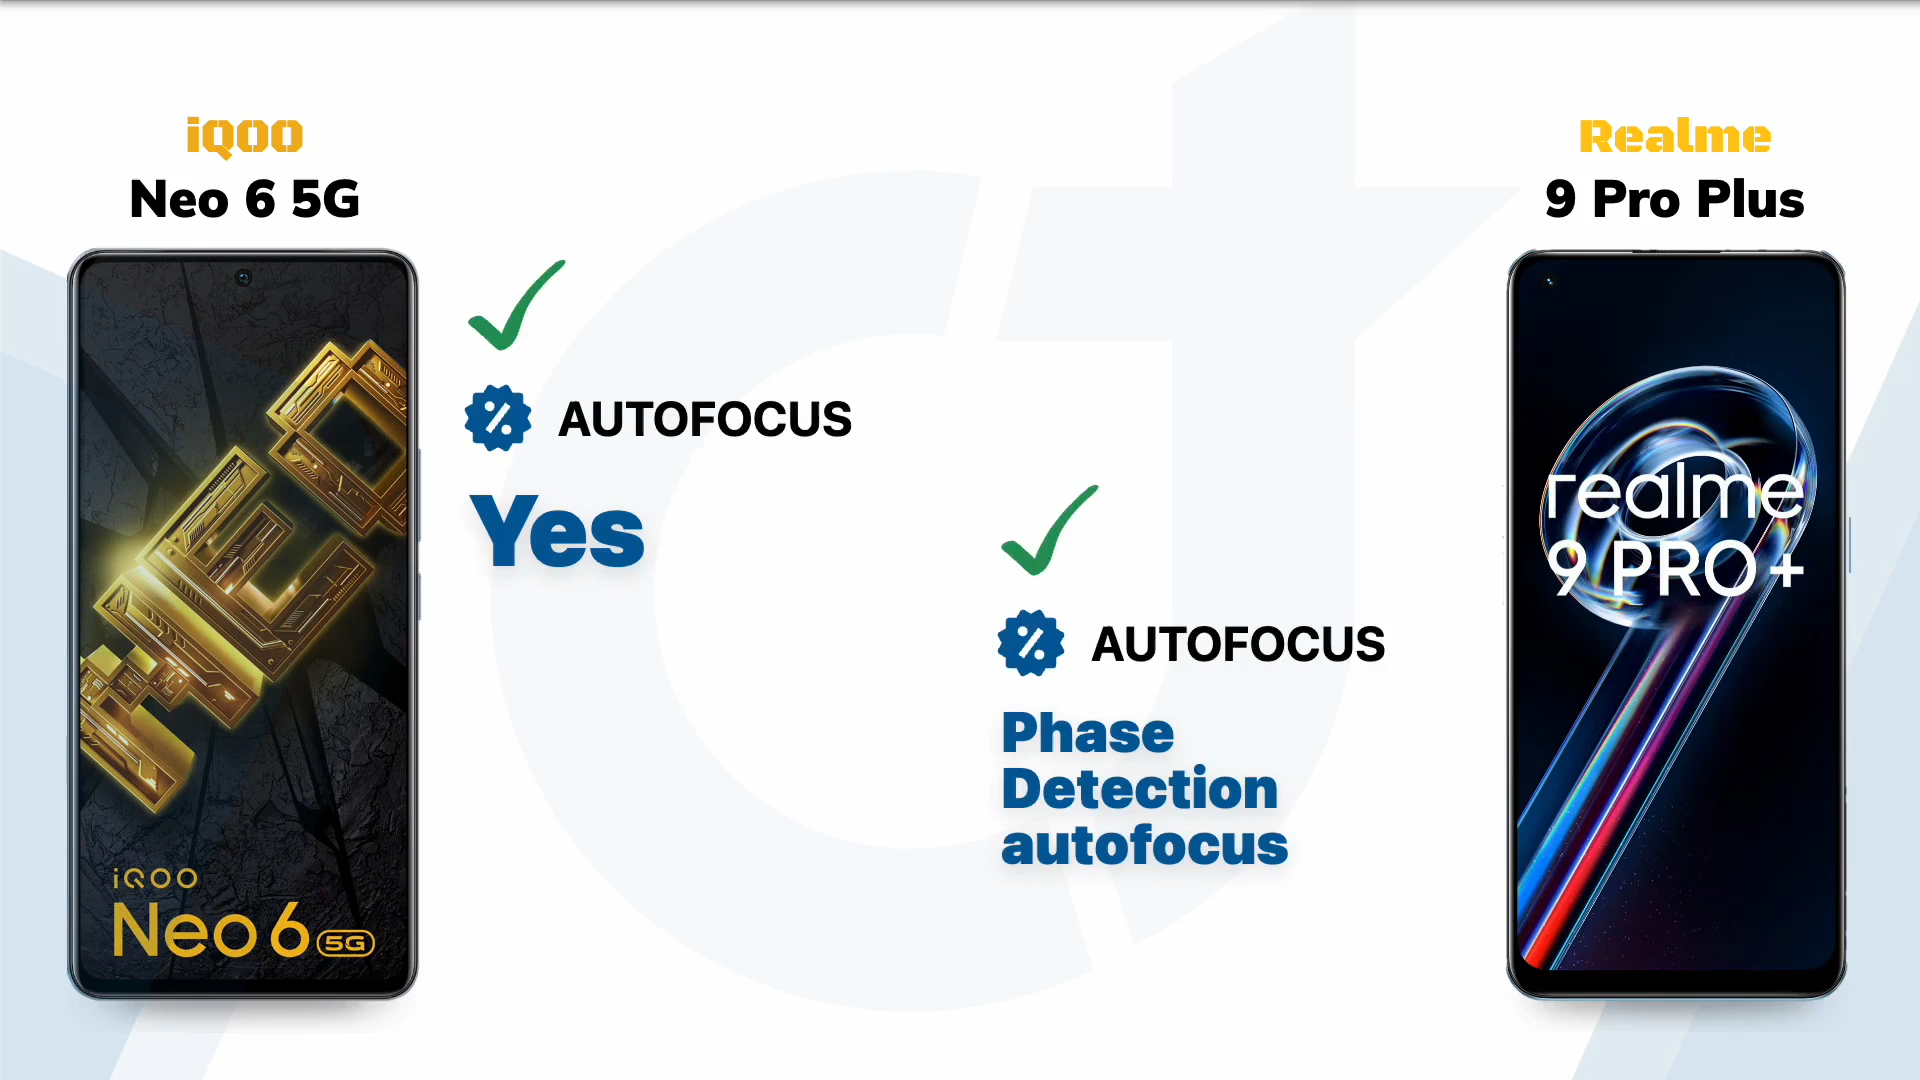 iQOO
Neo 6 5G
AUTOFOCUS
Yes
iQOO
Neo 6 5G
Realme
9 Pro Plus
AUTOFOCUS
Phase
Detection
autofocus
realme
9 PRO+